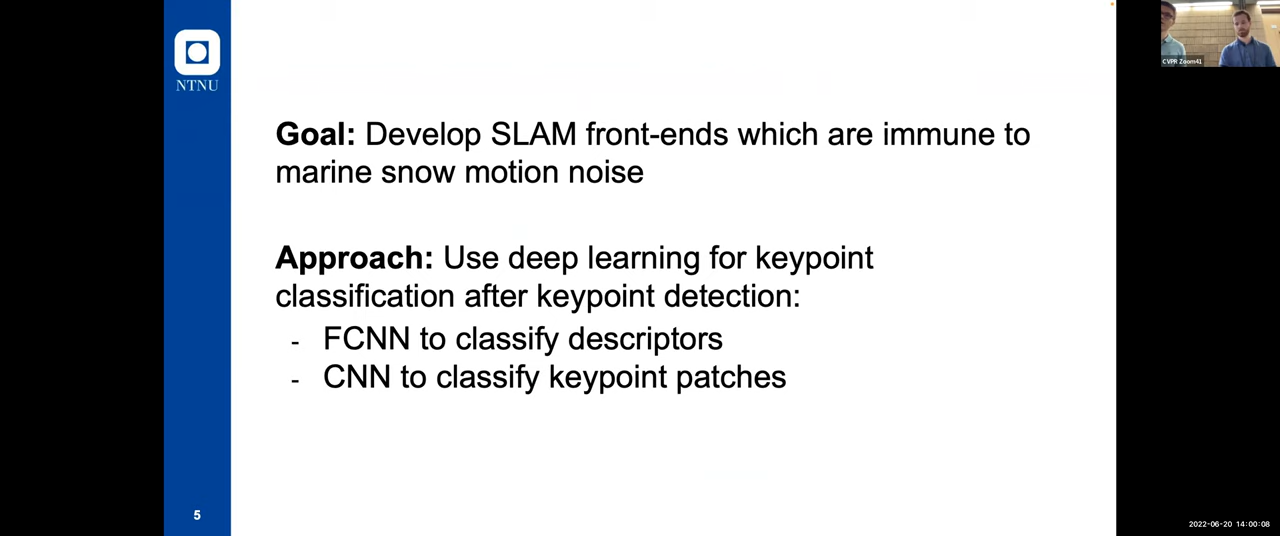 NTNU
Goal: Develop SLAM front-ends which are immune to
marine snow motion noise
Approach: Use deep learning for keypoint
classification after keypoint detection:
- FCNN to classify descriptors
- CNN to classify keypoint patches
5
CVPR Zoom41
2022-06-20 14:00:08